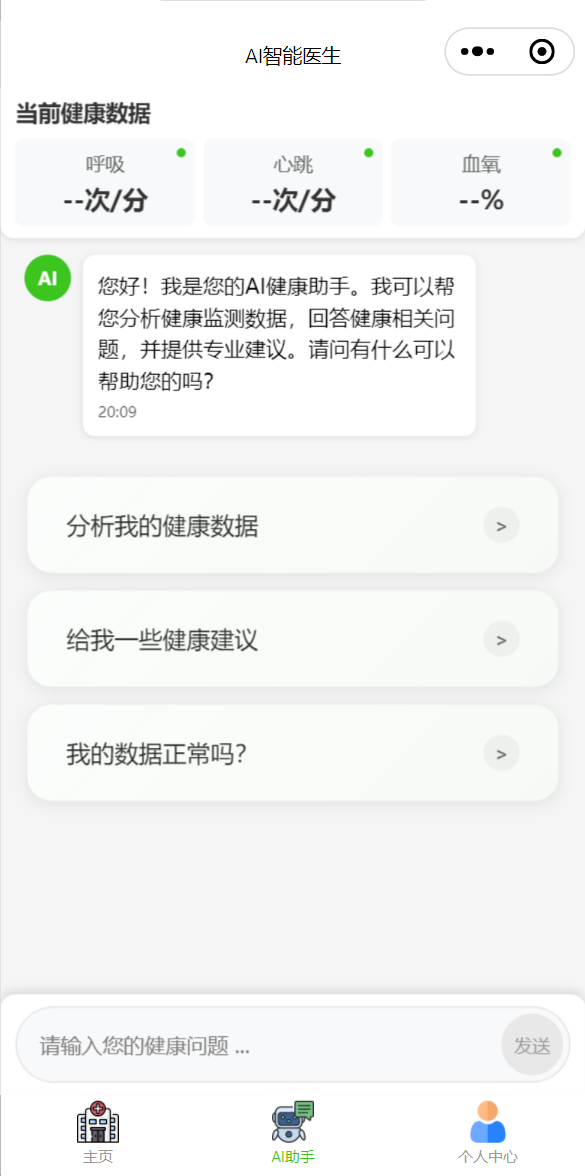 AI智能医生
当前健康数据
呼吸
--次/分
心跳
--次/分
血氧
--%
AI
您好！我是您的AI健康助手。我可以帮
您分析健康监测数据，回答健康相关问
题，并提供专业建议。请问有什么可以
帮助您的吗？
20:09
分析我的健康数据
>
给我一些健康建议
>
我的数据正常吗？
>
请输入您的健康问题 ...
发送
主页
AI助手
个人中心